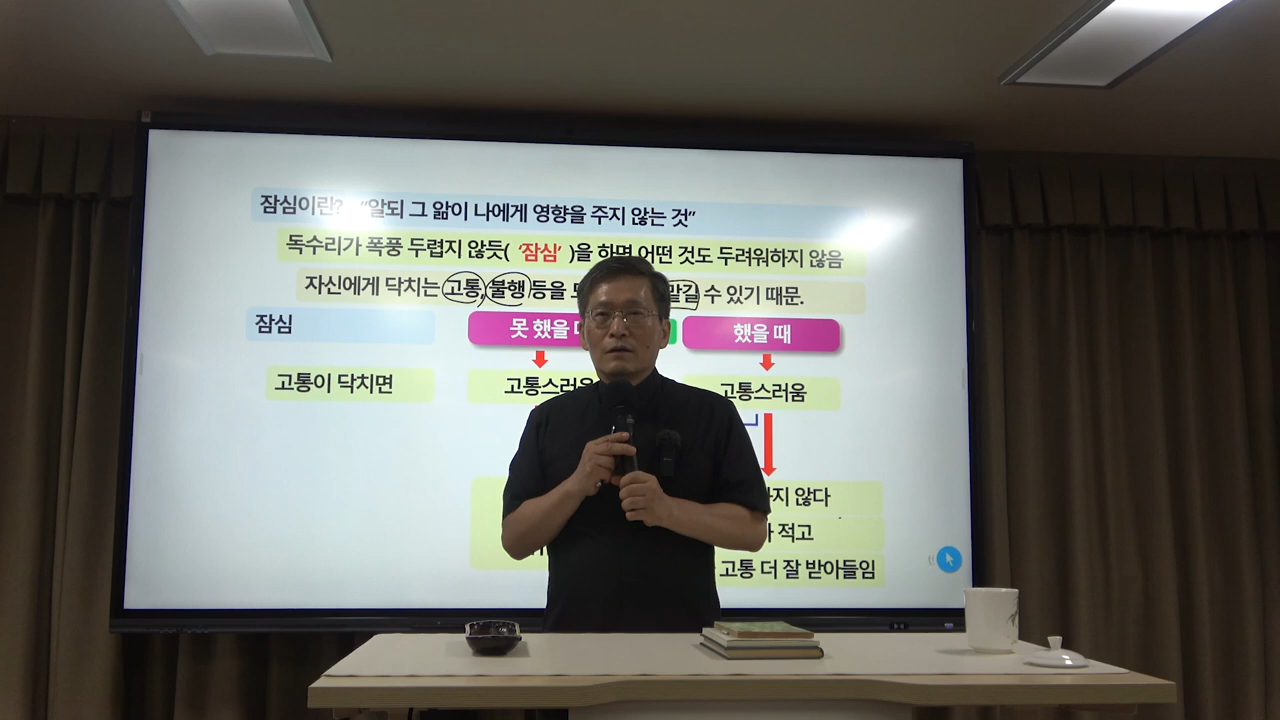 잠심이란? “알되 그 앎이 나에게 영향을 주지 않는 것”
독수리가 폭풍 두렵지 않듯( ‘잠심’ )을 하면 어떤 것도 두려워하지 않음
자신에게 닥치는 고통, 불행 등을 맡길 수 있기 때문.
잠심 못 했을 했을 때
고통이 닥치면 고통스러움 고통스러움
지 않다
적고
고통 더 잘 받아들임